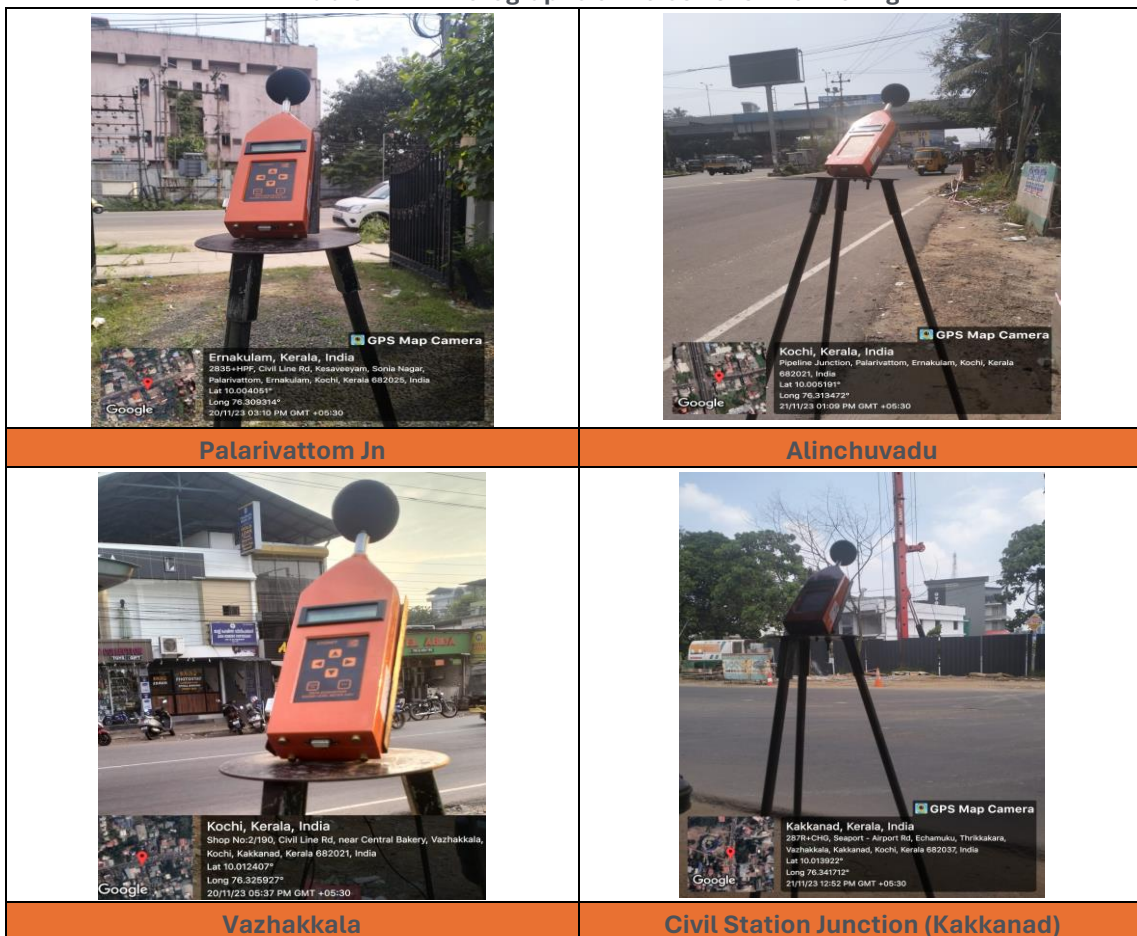 GPS Map Camera
Ernakulam, Kerala, India
2835+HPF, Civil Line Rd, Kesaveeyam, Sonia Nagar,
Palarivattom, Ernakulam, Kochi, Kerala 682025, India
Lat 10.004051°
Long 76.309314°
20/11/23 03:10 PM GMT +05:30
Google
GPS Map Camera
Kochi, Kerala, India
Pipeline Junction, Palarivattom, Ernakulam, Kochi, Kerala
682021, India
Lat 10.005191°
Long 76.313472°
21/11/23 01:09 PM GMT +05:30
Google
Palarivattom Jn
Alinchuvadu
Kochi, Kerala, India
Shop No:2/190, Civil Line Rd, near Central Bakery, Vazhakkala,
Kochi, Kakkanad, Kerala 682021, India
Lat 10.012407°
Long 76.325927°
20/11/23 05:37 PM GMT +05:30
Google
GPS Map Camera
Kakkanad, Kerala, India
287R+CHG, Seaport - Airport Rd, Echamuku, Thrikkakara,
Vazhakkala, Kakkanad, Kochi, Kerala 682037, India
Lat 10.013922°
Long 76.341712°
21/11/23 12:52 PM GMT +05:30
Google
Vazhakkala
Civil Station Junction (Kakkanad)